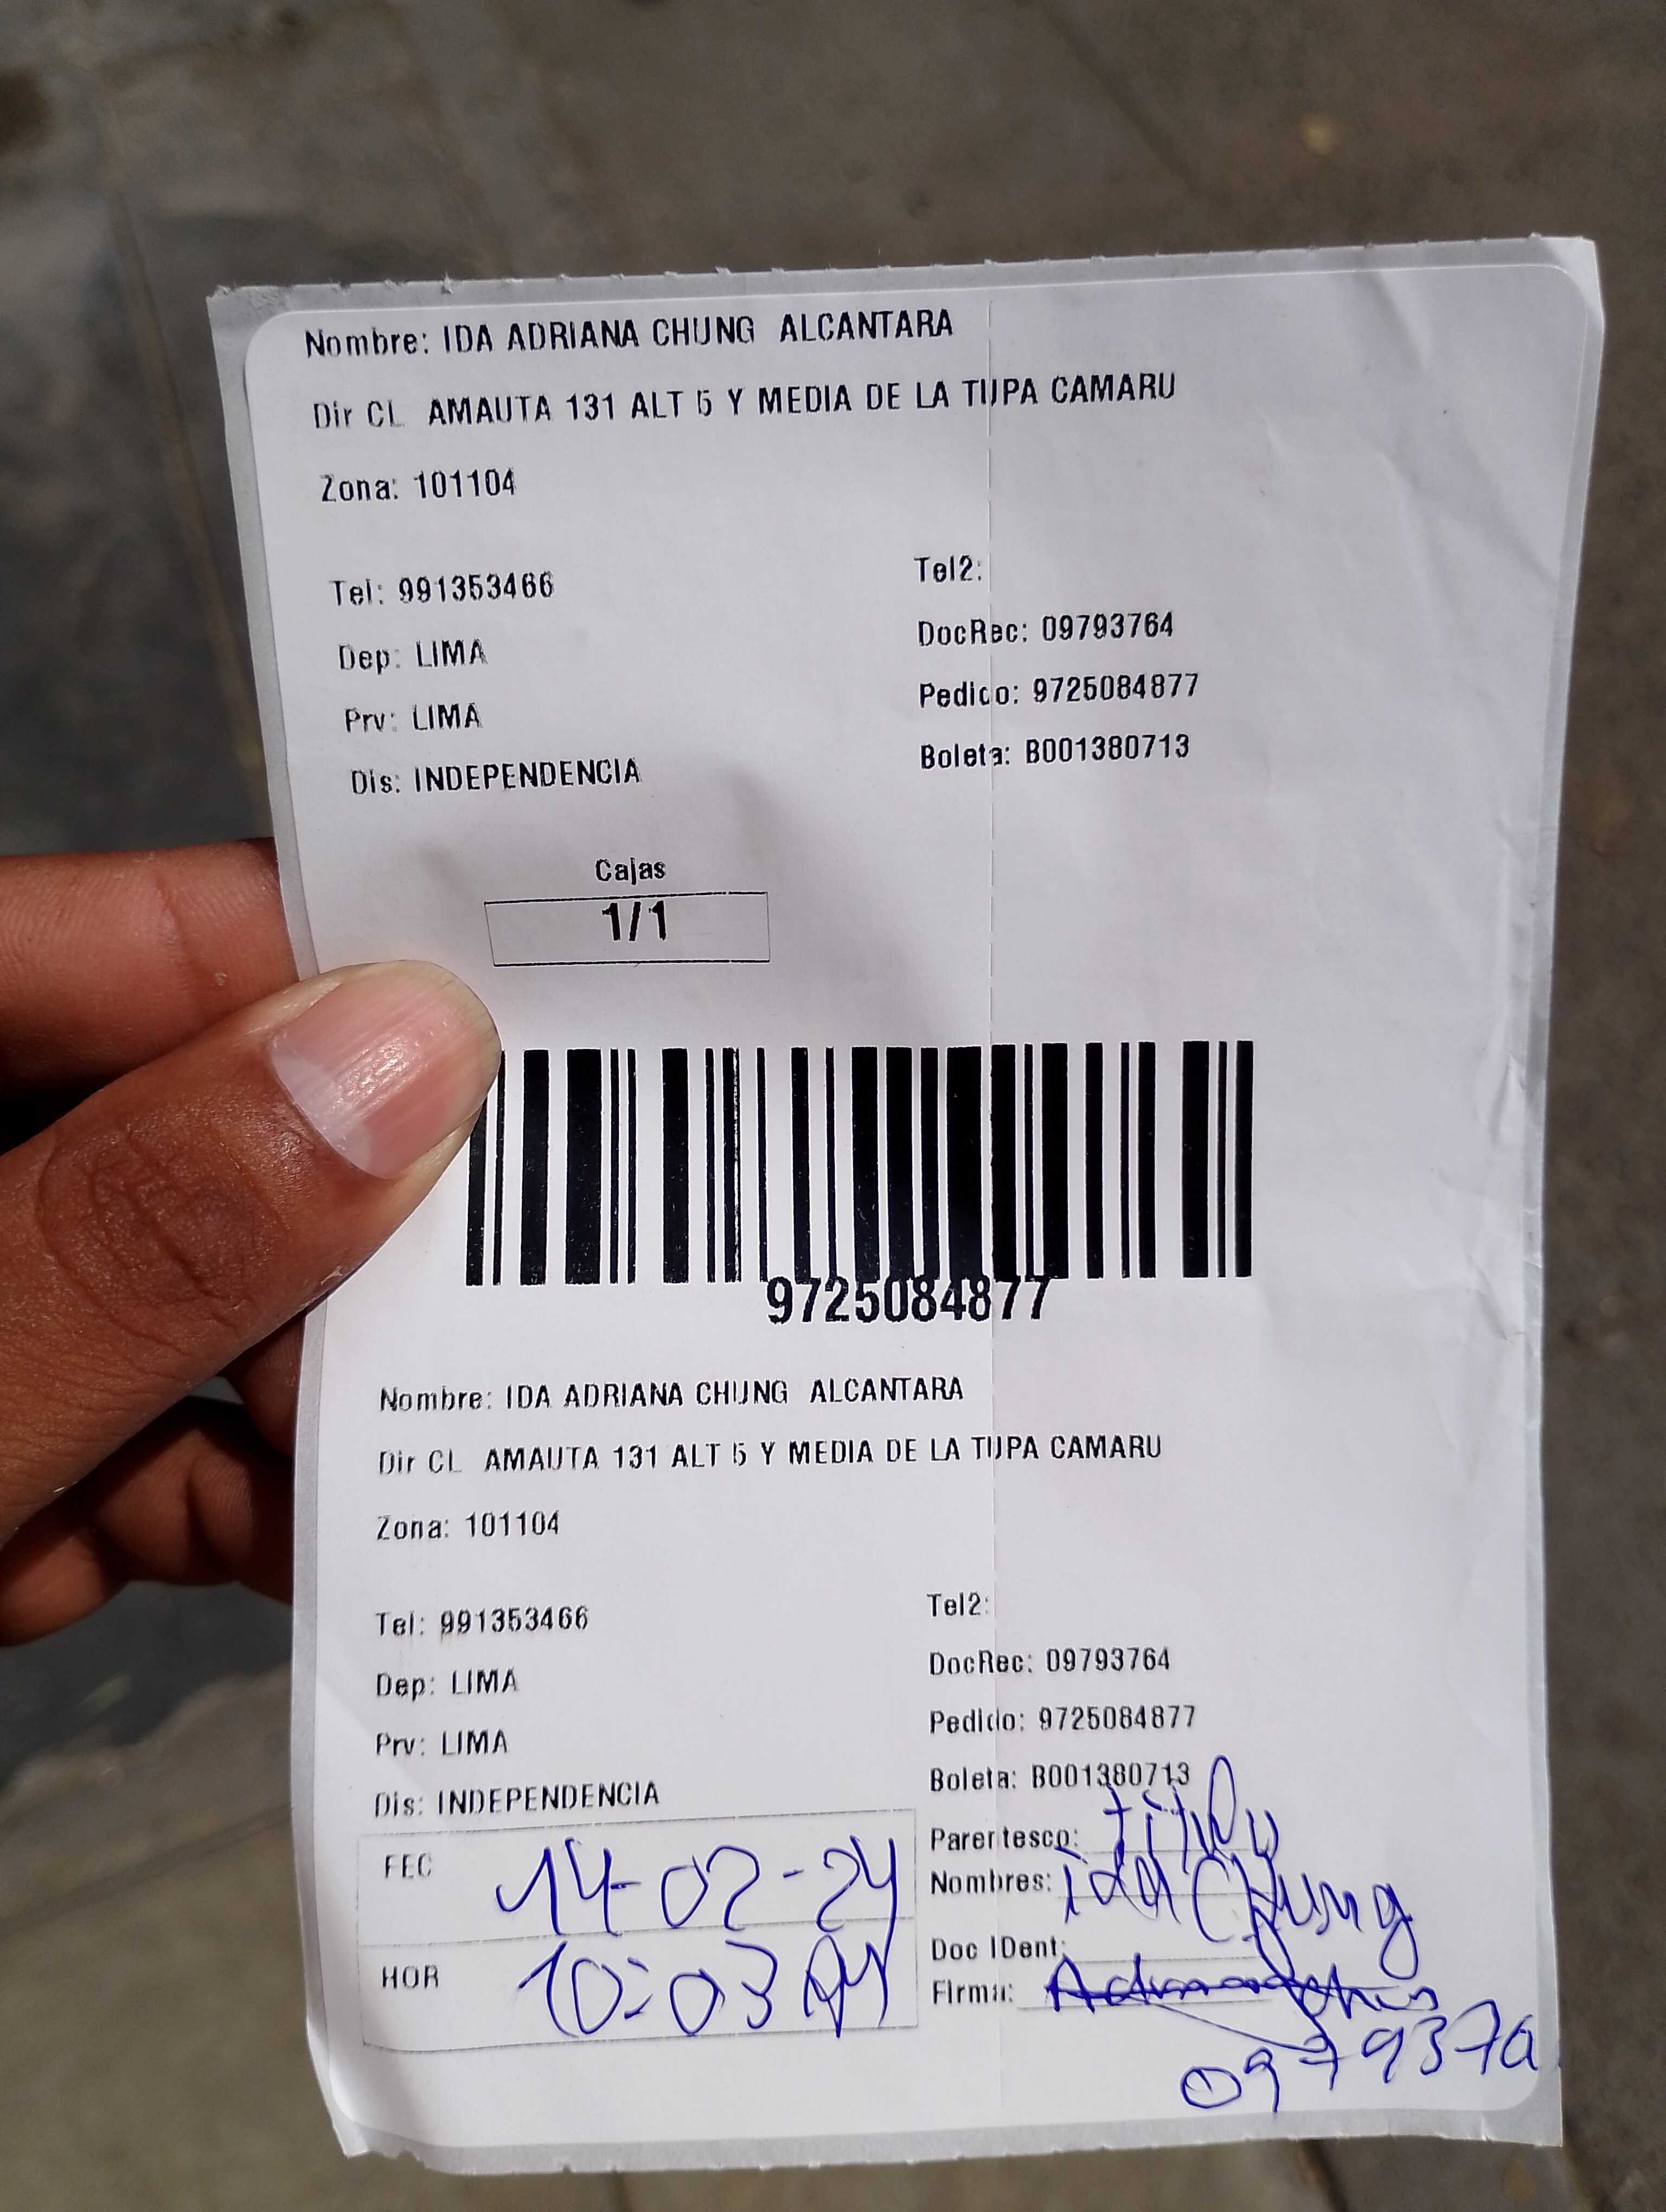 Nombre: IDA ADRIANA CHUNG ALCANTARA
Dir CL AMAUTA 131 ALT 5 Y MEDIA DE LA TUPA CAMARU
Zona: 101104
Tel: 991353466
Tel2:
Dep: LIMA
DocRec: 09793764
Prv: LIMA
Pedido: 9725084877
Dis: INDEPENDENCIA
Boleta: B001380713
Cajas
1/1
9725084877
Nombre: IDA ADRIANA CHUNG ALCANTARA
Dir CL AMAUTA 131 ALT 5 Y MEDIA DE LA TUPA CAMARU
Zona: 101104
Tel: 991353466
Tel2:
Dep: LIMA
DocRec: 09793764
Prv: LIMA
Pedido: 9725084877
Dis: INDEPENDENCIA
Boleta: B001380713
FEC 14-02-24
HOR 10:03 AM
Parentesco:
Nombres: ida Chung
Doc IDent:
Firma: